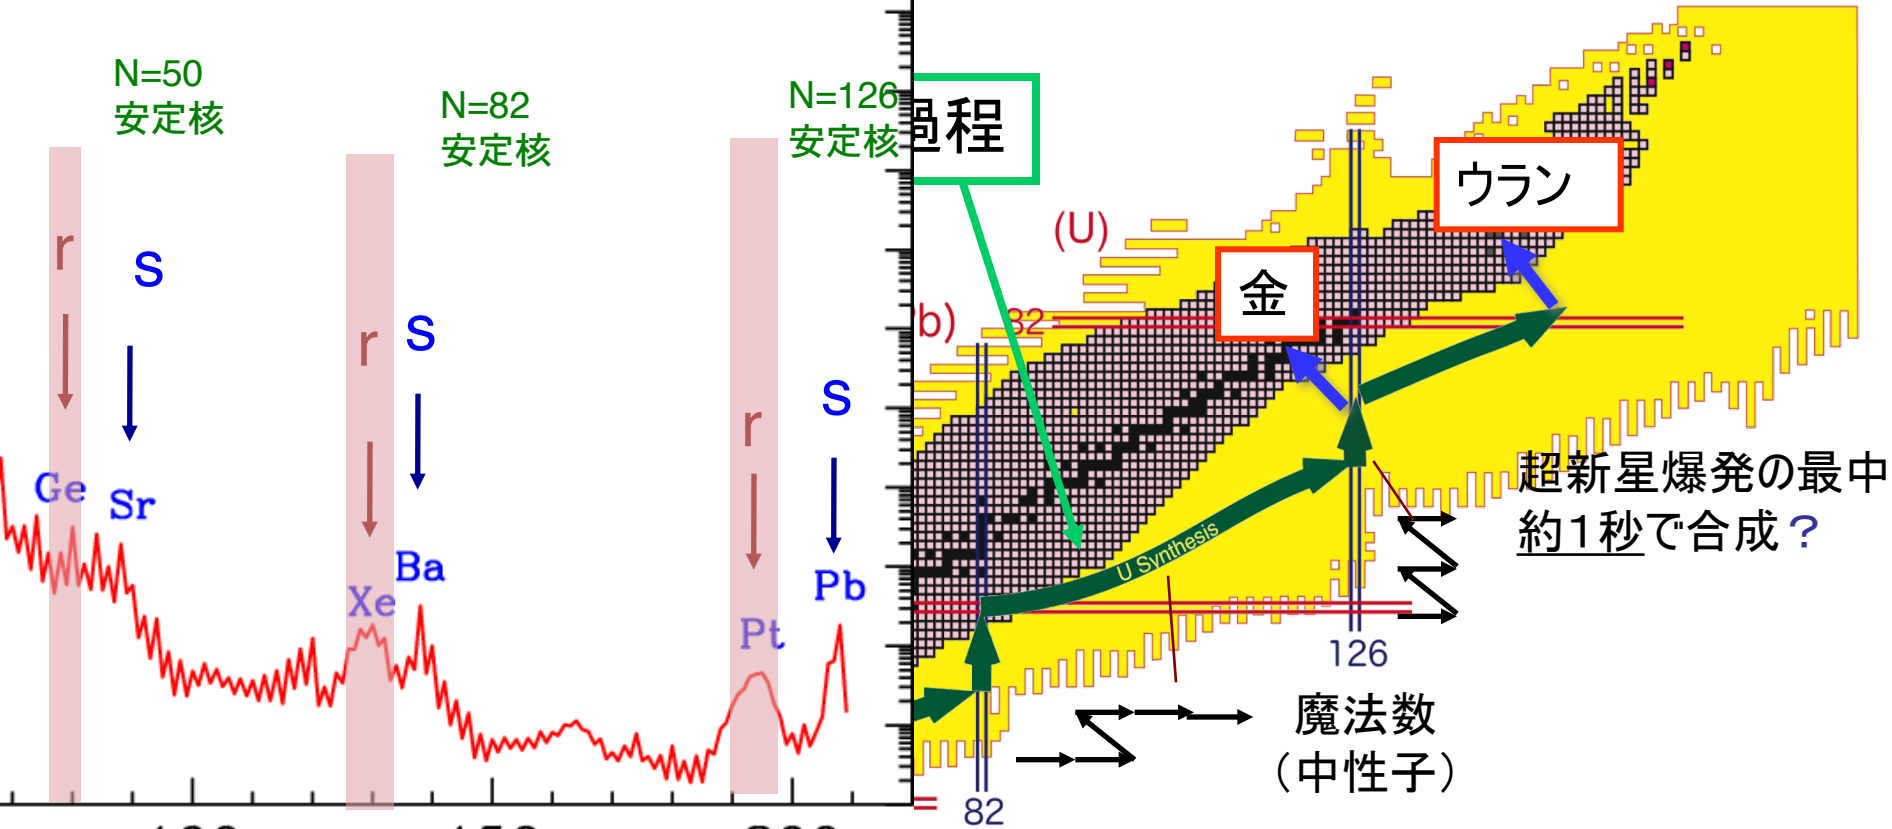 N=50
安定核
N=82
安定核
N=126
安定核
r
s
r
s
r
s
Ge
Sr
Xe
Ba
Pt
Pb
過程
(U)
b)
82
金
ウラン
U Synthesis
超新星爆発の最中
約1秒で合成？
126
魔法数
（中性子）
82